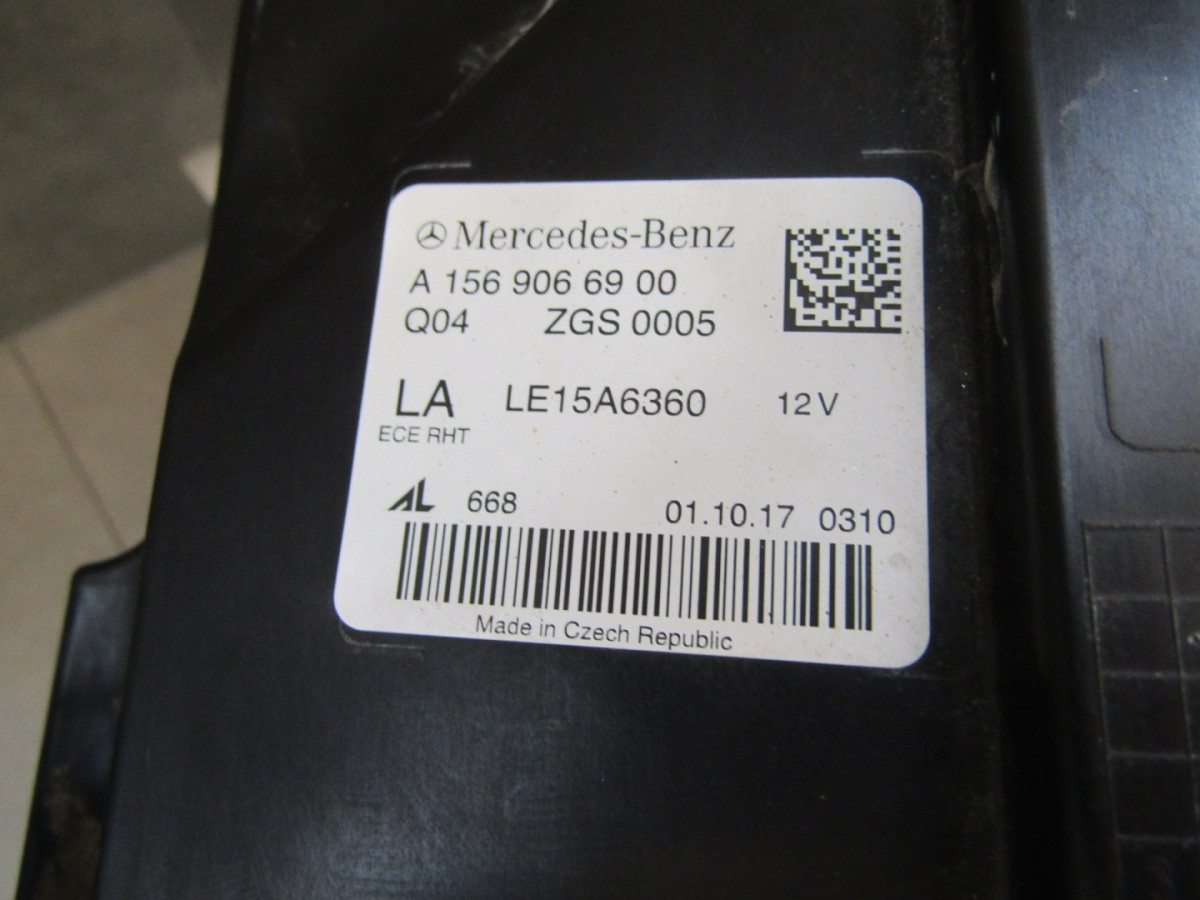 Mercedes-Benz
A 156 906 69 00
Q04 ZGS 0005
LA LE15A6360 12 V
ECE RHT
AL 668 01.10.17 0310
Made in Czech Republic